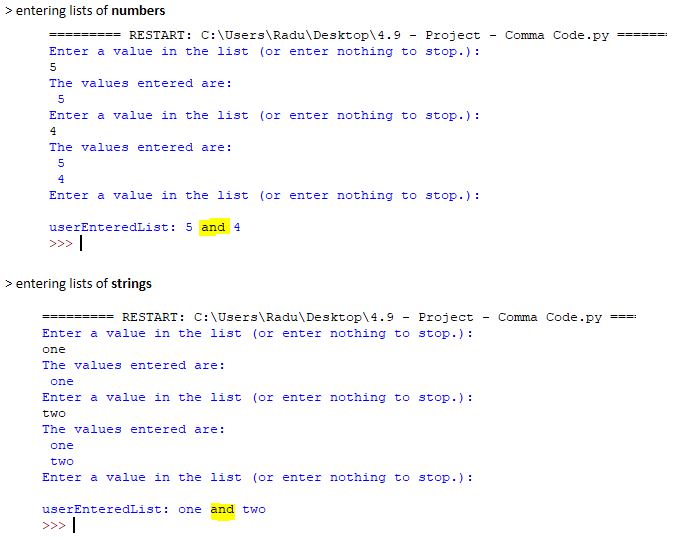 > entering lists of numbers
========= RESTART: C:\Users\Radu\Desktop\4.9 - Project - Comma Code.py ======
Enter a value in the list (or enter nothing to stop.):
5
The values entered are:
5
Enter a value in the list (or enter nothing to stop.):
4
The values entered are:
5
4
Enter a value in the list (or enter nothing to stop.):
userEnteredList: 5 and 4
>>>
> entering lists of strings
========= RESTART: C:\Users\Radu\Desktop\4.9 - Project - Comma Code.py ====
Enter a value in the list (or enter nothing to stop.):
one
The values entered are:
one
Enter a value in the list (or enter nothing to stop.):
two
The values entered are:
one
two
Enter a value in the list (or enter nothing to stop.):
userEnteredList: one and two
>>>